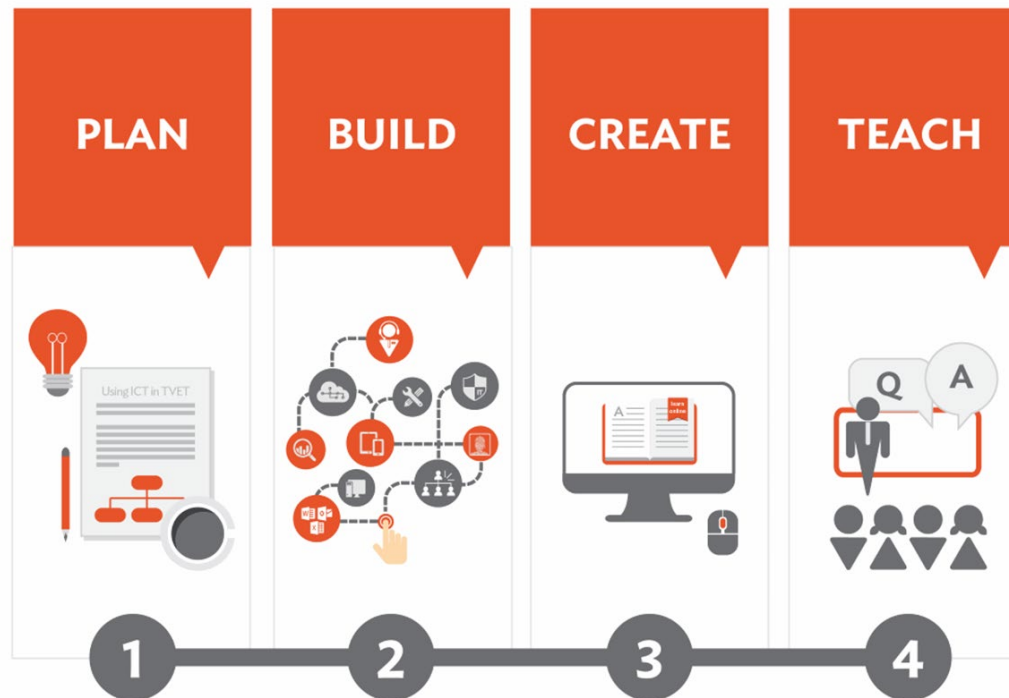 PLAN
BUILD
CREATE
TEACH
Using ICT in TVET
A
learn
online
Q
A
W
O
X
1
2
3
4